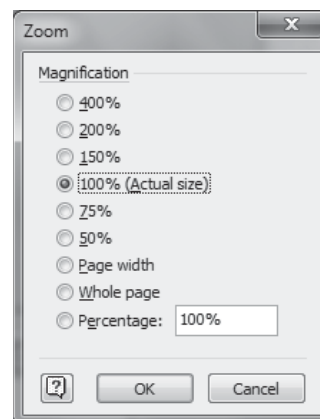 Zoom
x
Magnification
400%
200%
150%
100% (Actual size)
75%
50%
Page width
Whole page
Percentage: 100%
? OK Cancel